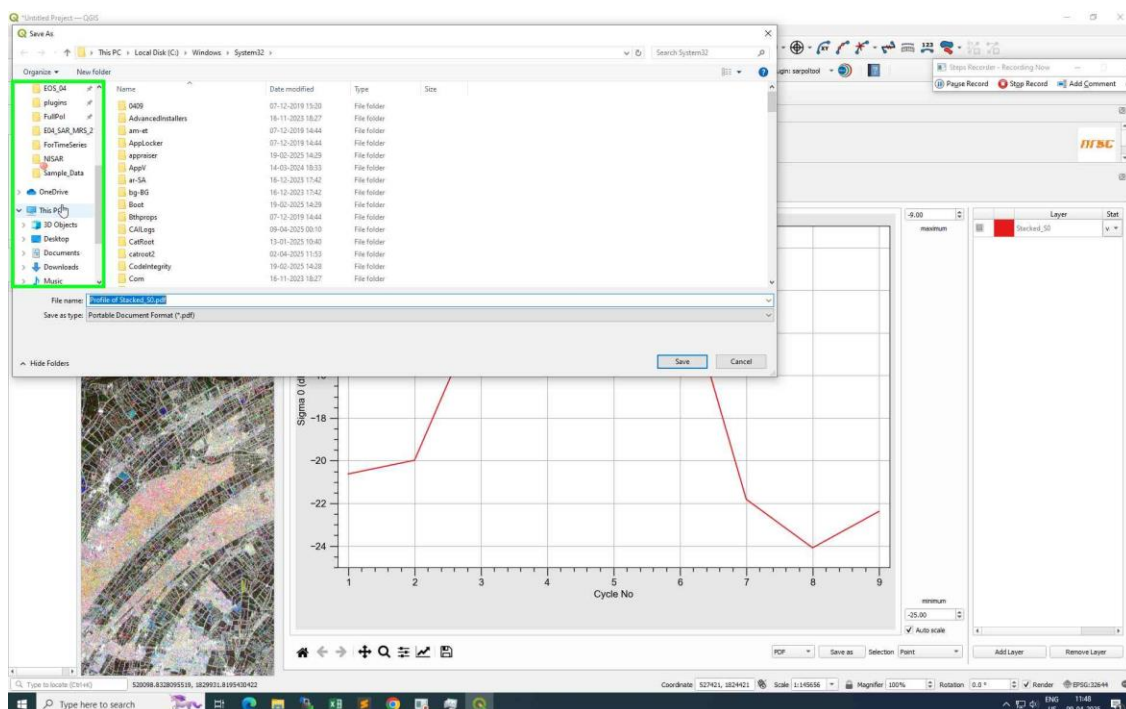 *Untitled Project — QGIS
Save As
This PC > Local Disk (C:) > Windows > System32 >
Search System32
Organize
New folder
EOS_04
plugins
FullPol
E04_SAR_MRS_2
ForTimeSeries
NISAR
Sample_Data
OneDrive
This PC
3D Objects
Desktop
Documents
Downloads
Music
Name Date modified Type Size
0409 07-12-2019 15:20 File folder
AdvancedInstallers 16-11-2023 18:27 File folder
am-et 07-12-2019 14:44 File folder
AppLocker 07-12-2019 14:44 File folder
appraiser 19-02-2025 14:29 File folder
AppV 14-03-2024 18:33 File folder
ar-SA 16-12-2025 17:42 File folder
bg-BG 16-12-2023 17:42 File folder
Boot 19-02-2025 14:29 File folder
Bthprops 07-12-2019 14:44 File folder
CAILogs 09-04-2025 00:10 File folder
CatRoot 13-01-2025 10:40 File folder
catroot2 02-04-2025 11:53 File folder
CodeIntegrity 19-02-2025 14:28 File folder
Com 16-11-2023 18:27 File folder
File name: Profile of Stacked_S0.pdf
Save as type: Portable Document Format (*.pdf)
Hide Folders
Save
Cancel
ugin: sarpoltool
Steps Recorder - Recording Now
Pause Record Stop Record Add Comment
nrsc
-9.00
maximum
Layer Stat
Stacked_S0 v
Sigma 0 (d
−18
−20
−22
−24
1 2 3 4 5 6 7 8 9
Cycle No
minimum
-25.00
Auto scale
PDF Save as Selection Point Add Layer Remove Layer
Type to locate (Ctrl+K) 520098.8328095519, 1829931.8195430422 Coordinate 527421, 1824421 Scale 1:145656 Magnifier 100% Rotation 0.0 ° Render EPSG:32644
Type here to search
ENG 11:48